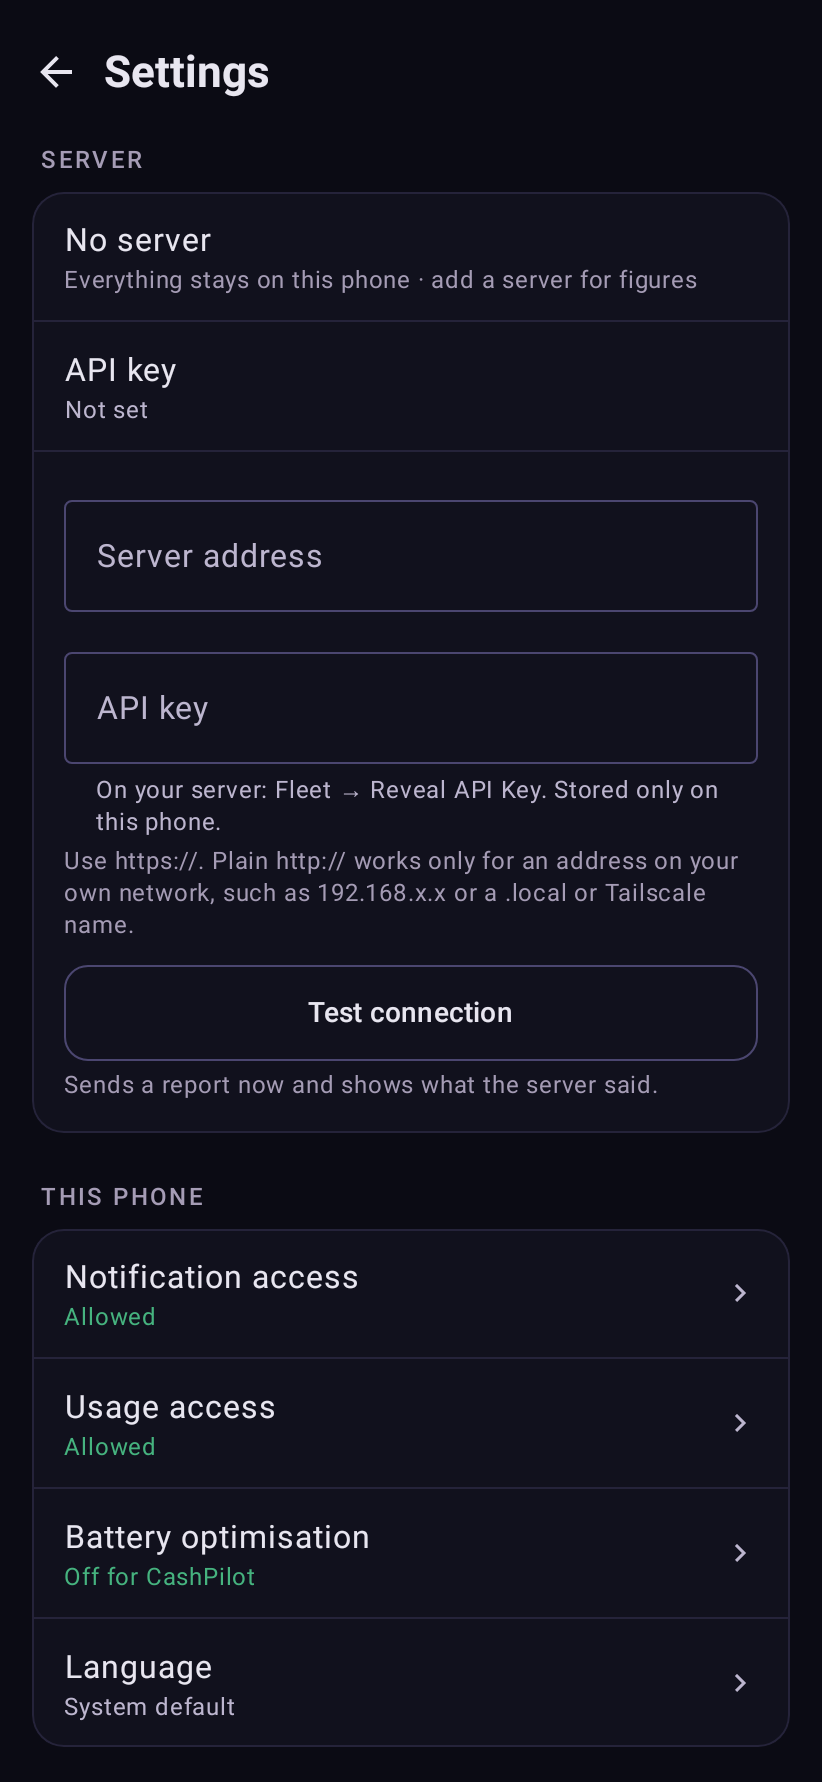 Settings
SERVER
No server
Everything stays on this phone · add a server for figures
API key
Not set
Server address
API key
On your server: Fleet → Reveal API Key. Stored only on
this phone.
Use https://. Plain http:// works only for an address on your
own network, such as 192.168.x.x or a .local or Tailscale
name.
Test connection
Sends a report now and shows what the server said.
THIS PHONE
Notification access
Allowed
Usage access
Allowed
Battery optimisation
Off for CashPilot
Language
System default